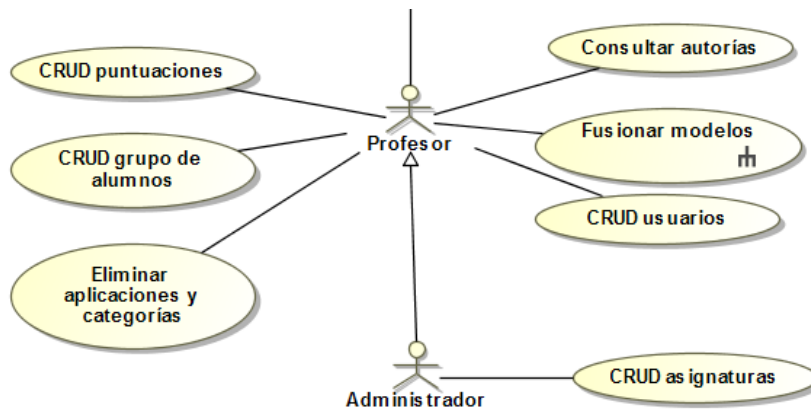 Consultar autorías
CRUD puntuaciones
Profesor
Fusionar modelos
CRUD grupo de
alumnos
CRUD usuarios
Eliminar
aplicaciones y
categorías
Administrador
CRUD asignaturas